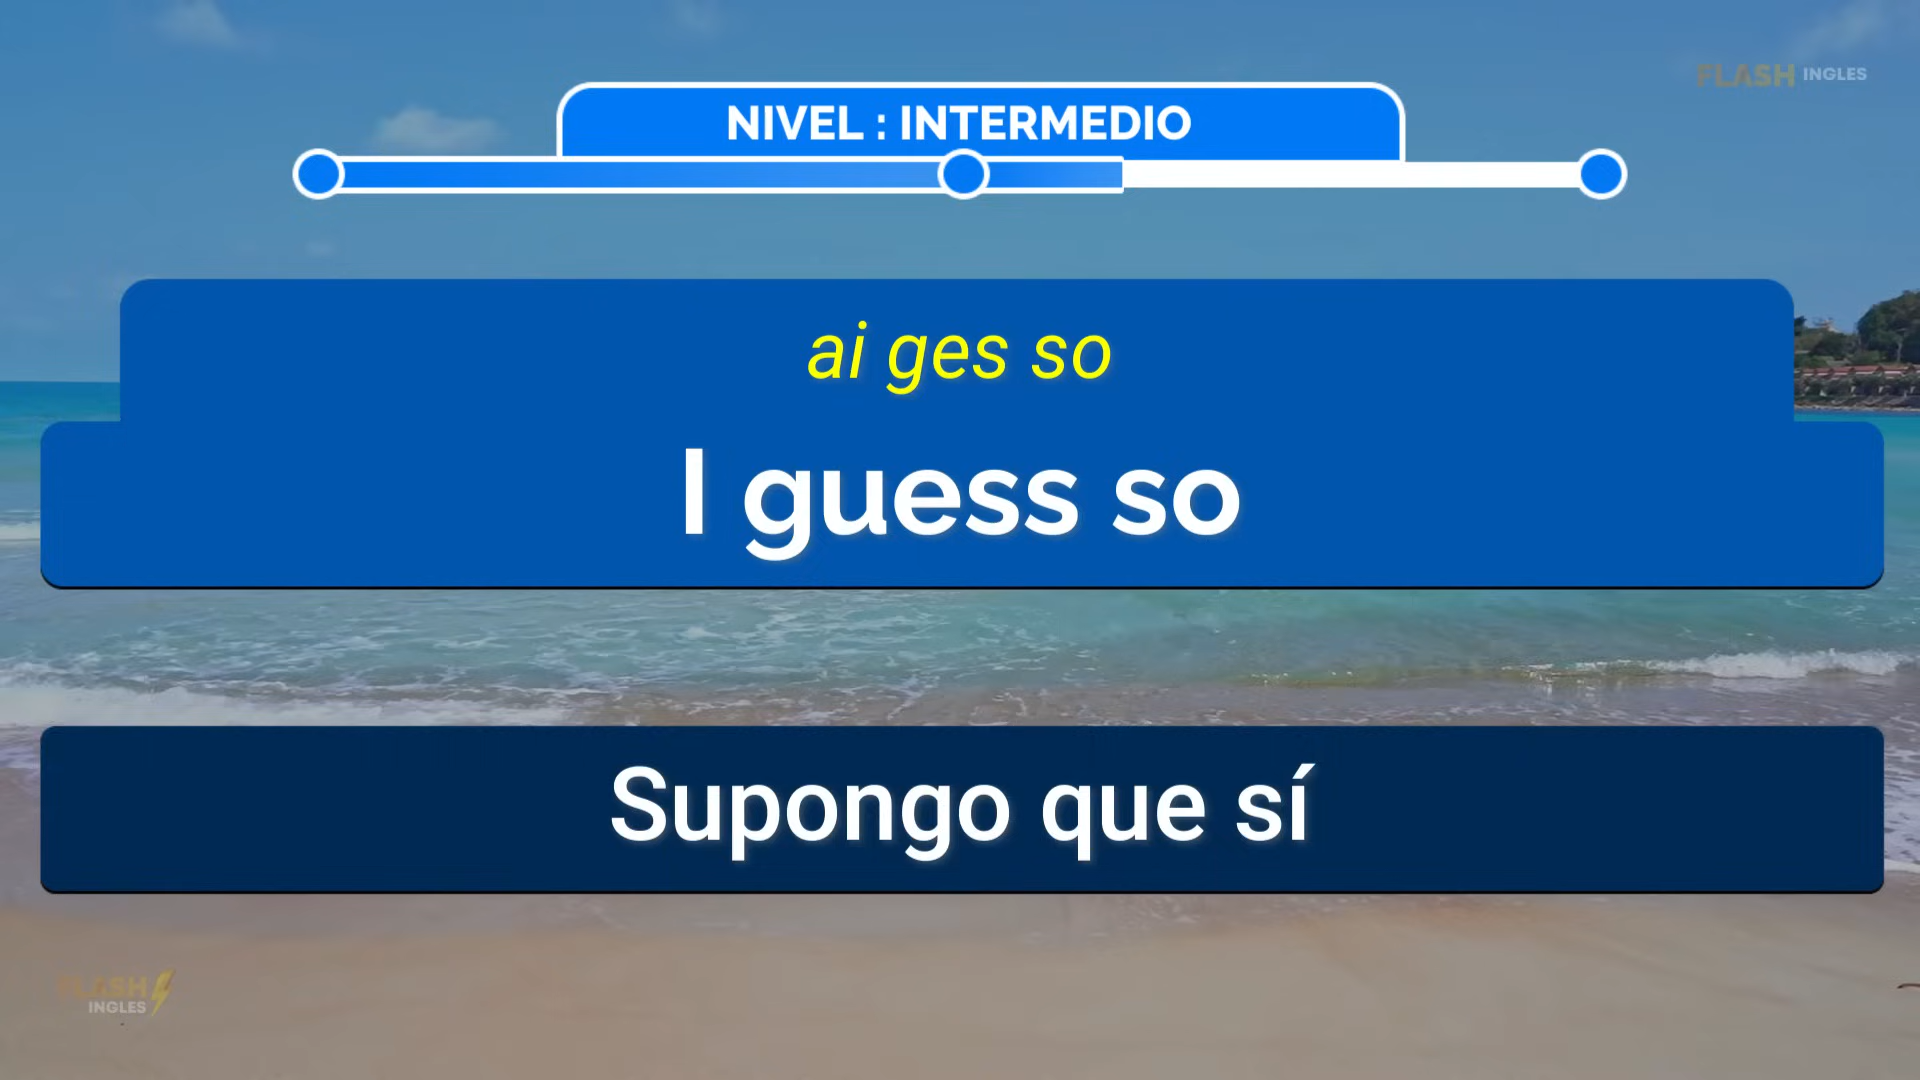 FLASH INGLES
NIVEL : INTERMEDIO
ai ges so
I guess so
Supongo que sí
FLASH
INGLES